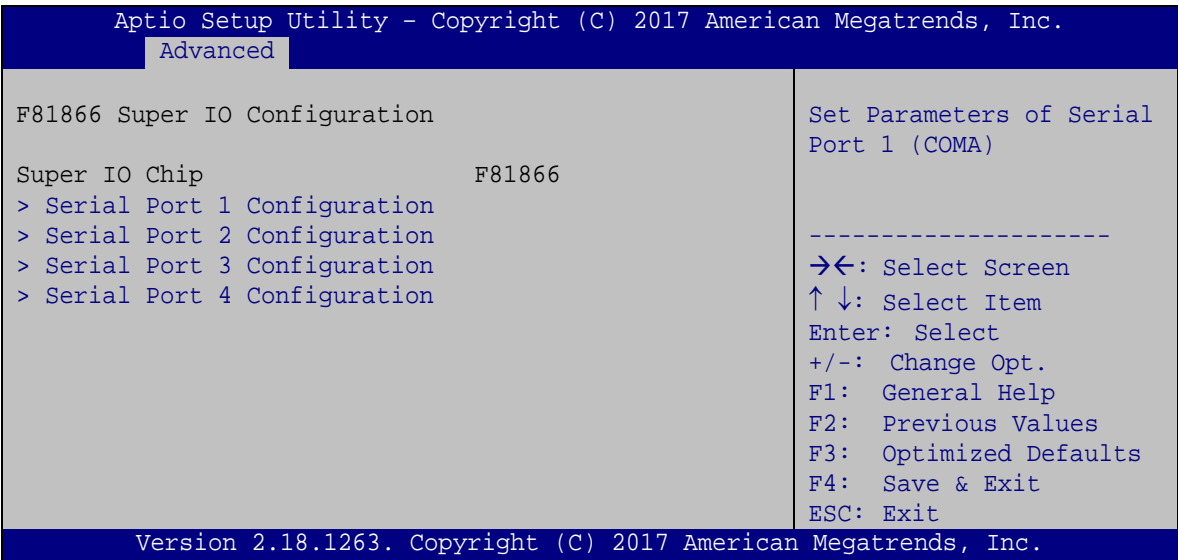 Aptio Setup Utility – Copyright (C) 2017 American Megatrends, Inc.
Advanced
F81866 Super IO Configuration
Super IO Chip F81866
> Serial Port 1 Configuration
> Serial Port 2 Configuration
> Serial Port 3 Configuration
> Serial Port 4 Configuration
Set Parameters of Serial
Port 1 (COMA)
---------------------
→←: Select Screen
↑ ↓: Select Item
Enter: Select
+/-: Change Opt.
F1: General Help
F2: Previous Values
F3: Optimized Defaults
F4: Save & Exit
ESC: Exit
Version 2.18.1263. Copyright (C) 2017 American Megatrends, Inc.